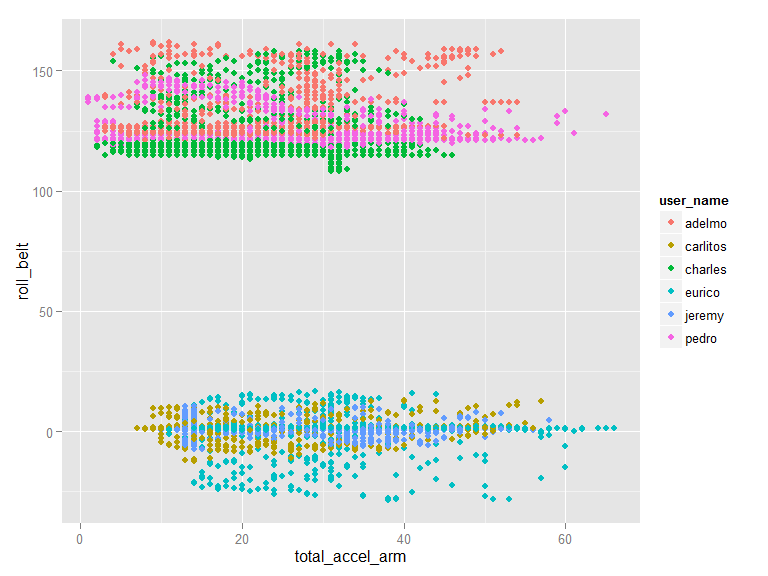 150
100
50
0
roll_belt
0 20 40 60
total_accel_arm
user_name
adelmo
carlitos
charles
eurico
jeremy
pedro